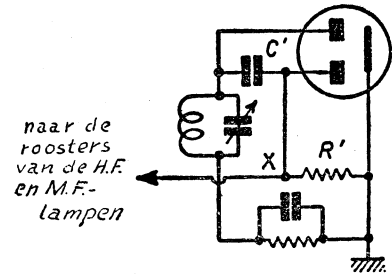 C'
naar de
roosters
van de H.F.
en M.F.-
lampen
X
R'